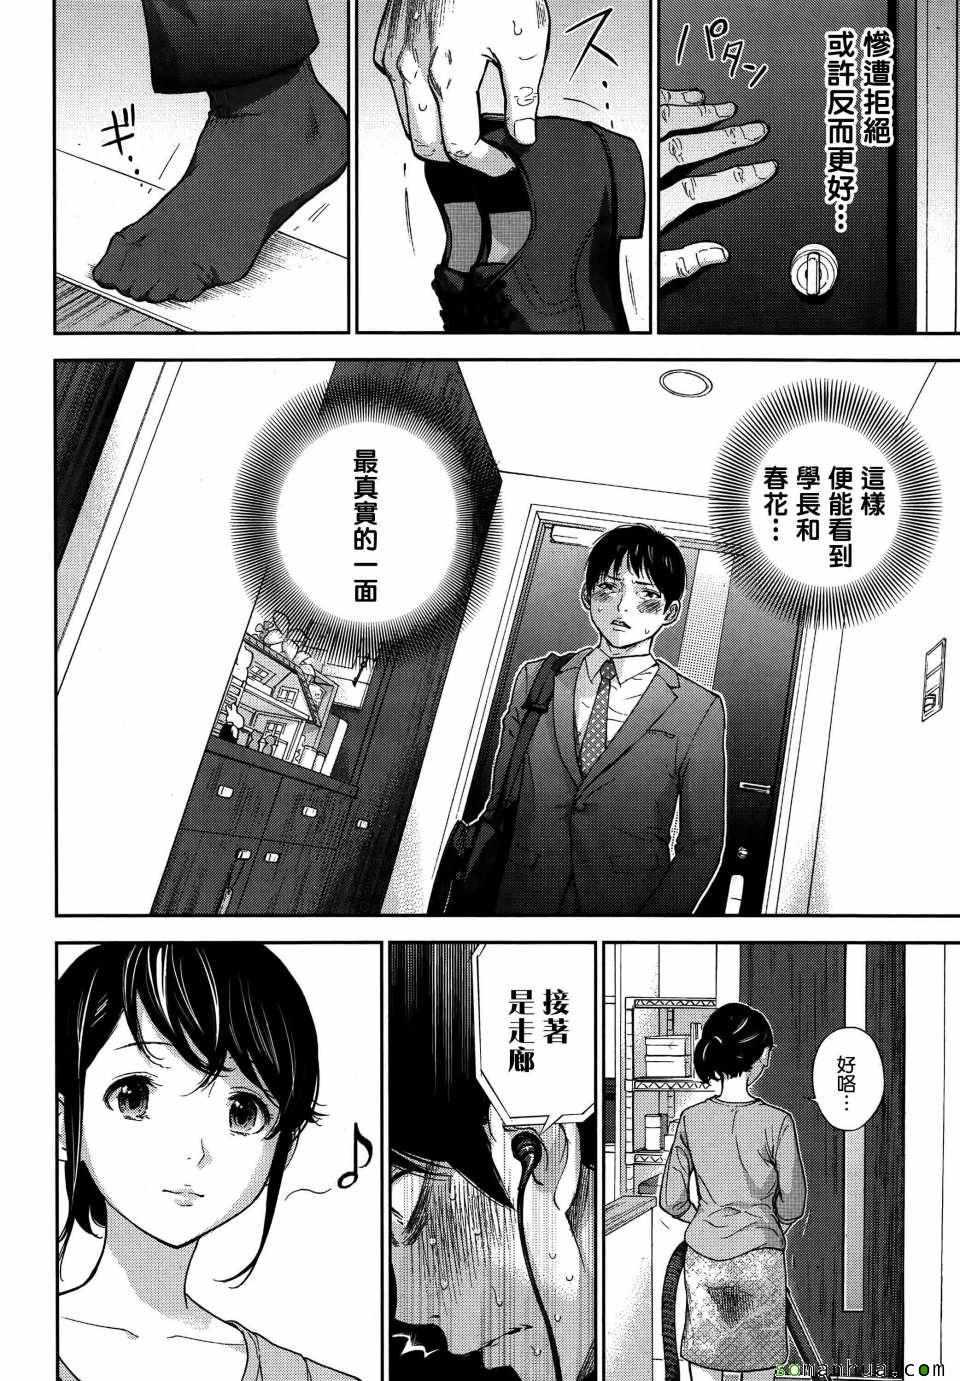 慘遭拒絕
或許反而更好…
パタン
ス…
ギ…
這樣
便能看到
學長和
春花…
最真實的一面
好咯…
接著
是走廊
♪
somanhua.com